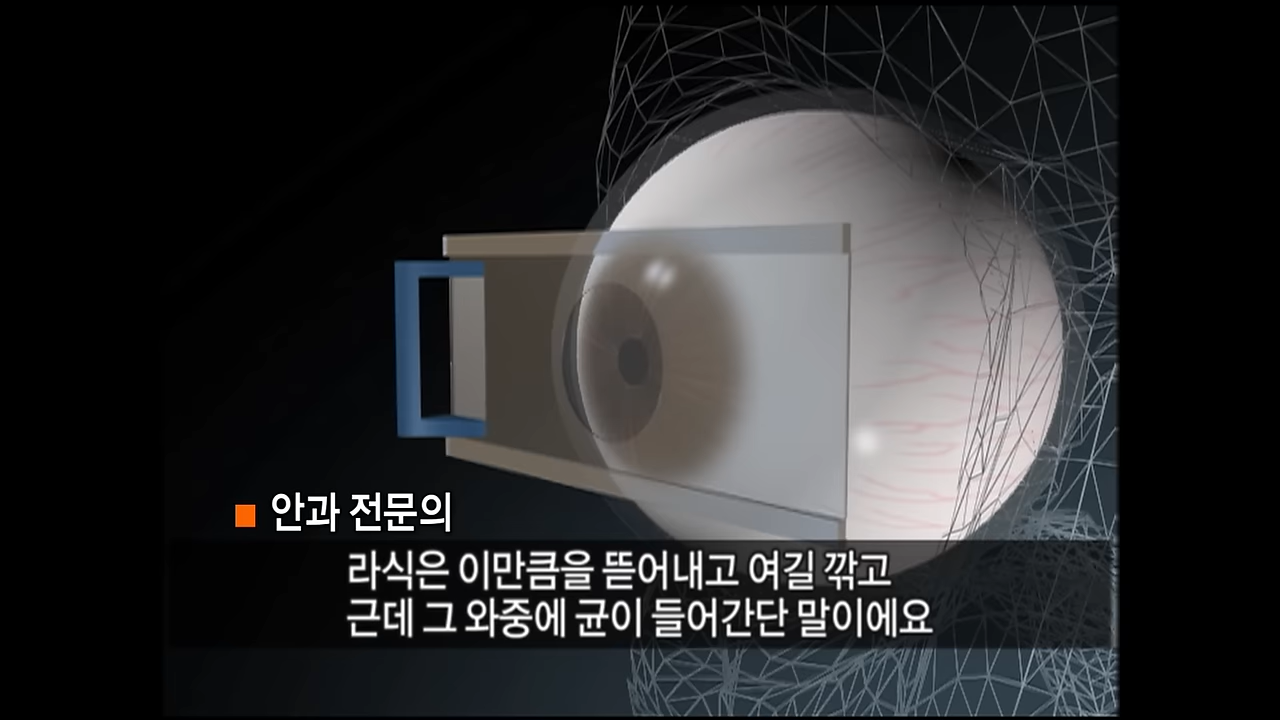 안과 전문의
라식은 이만큼을 뜯어내고 여길 깎고
근데 그 와중에 균이 들어간단 말이에요